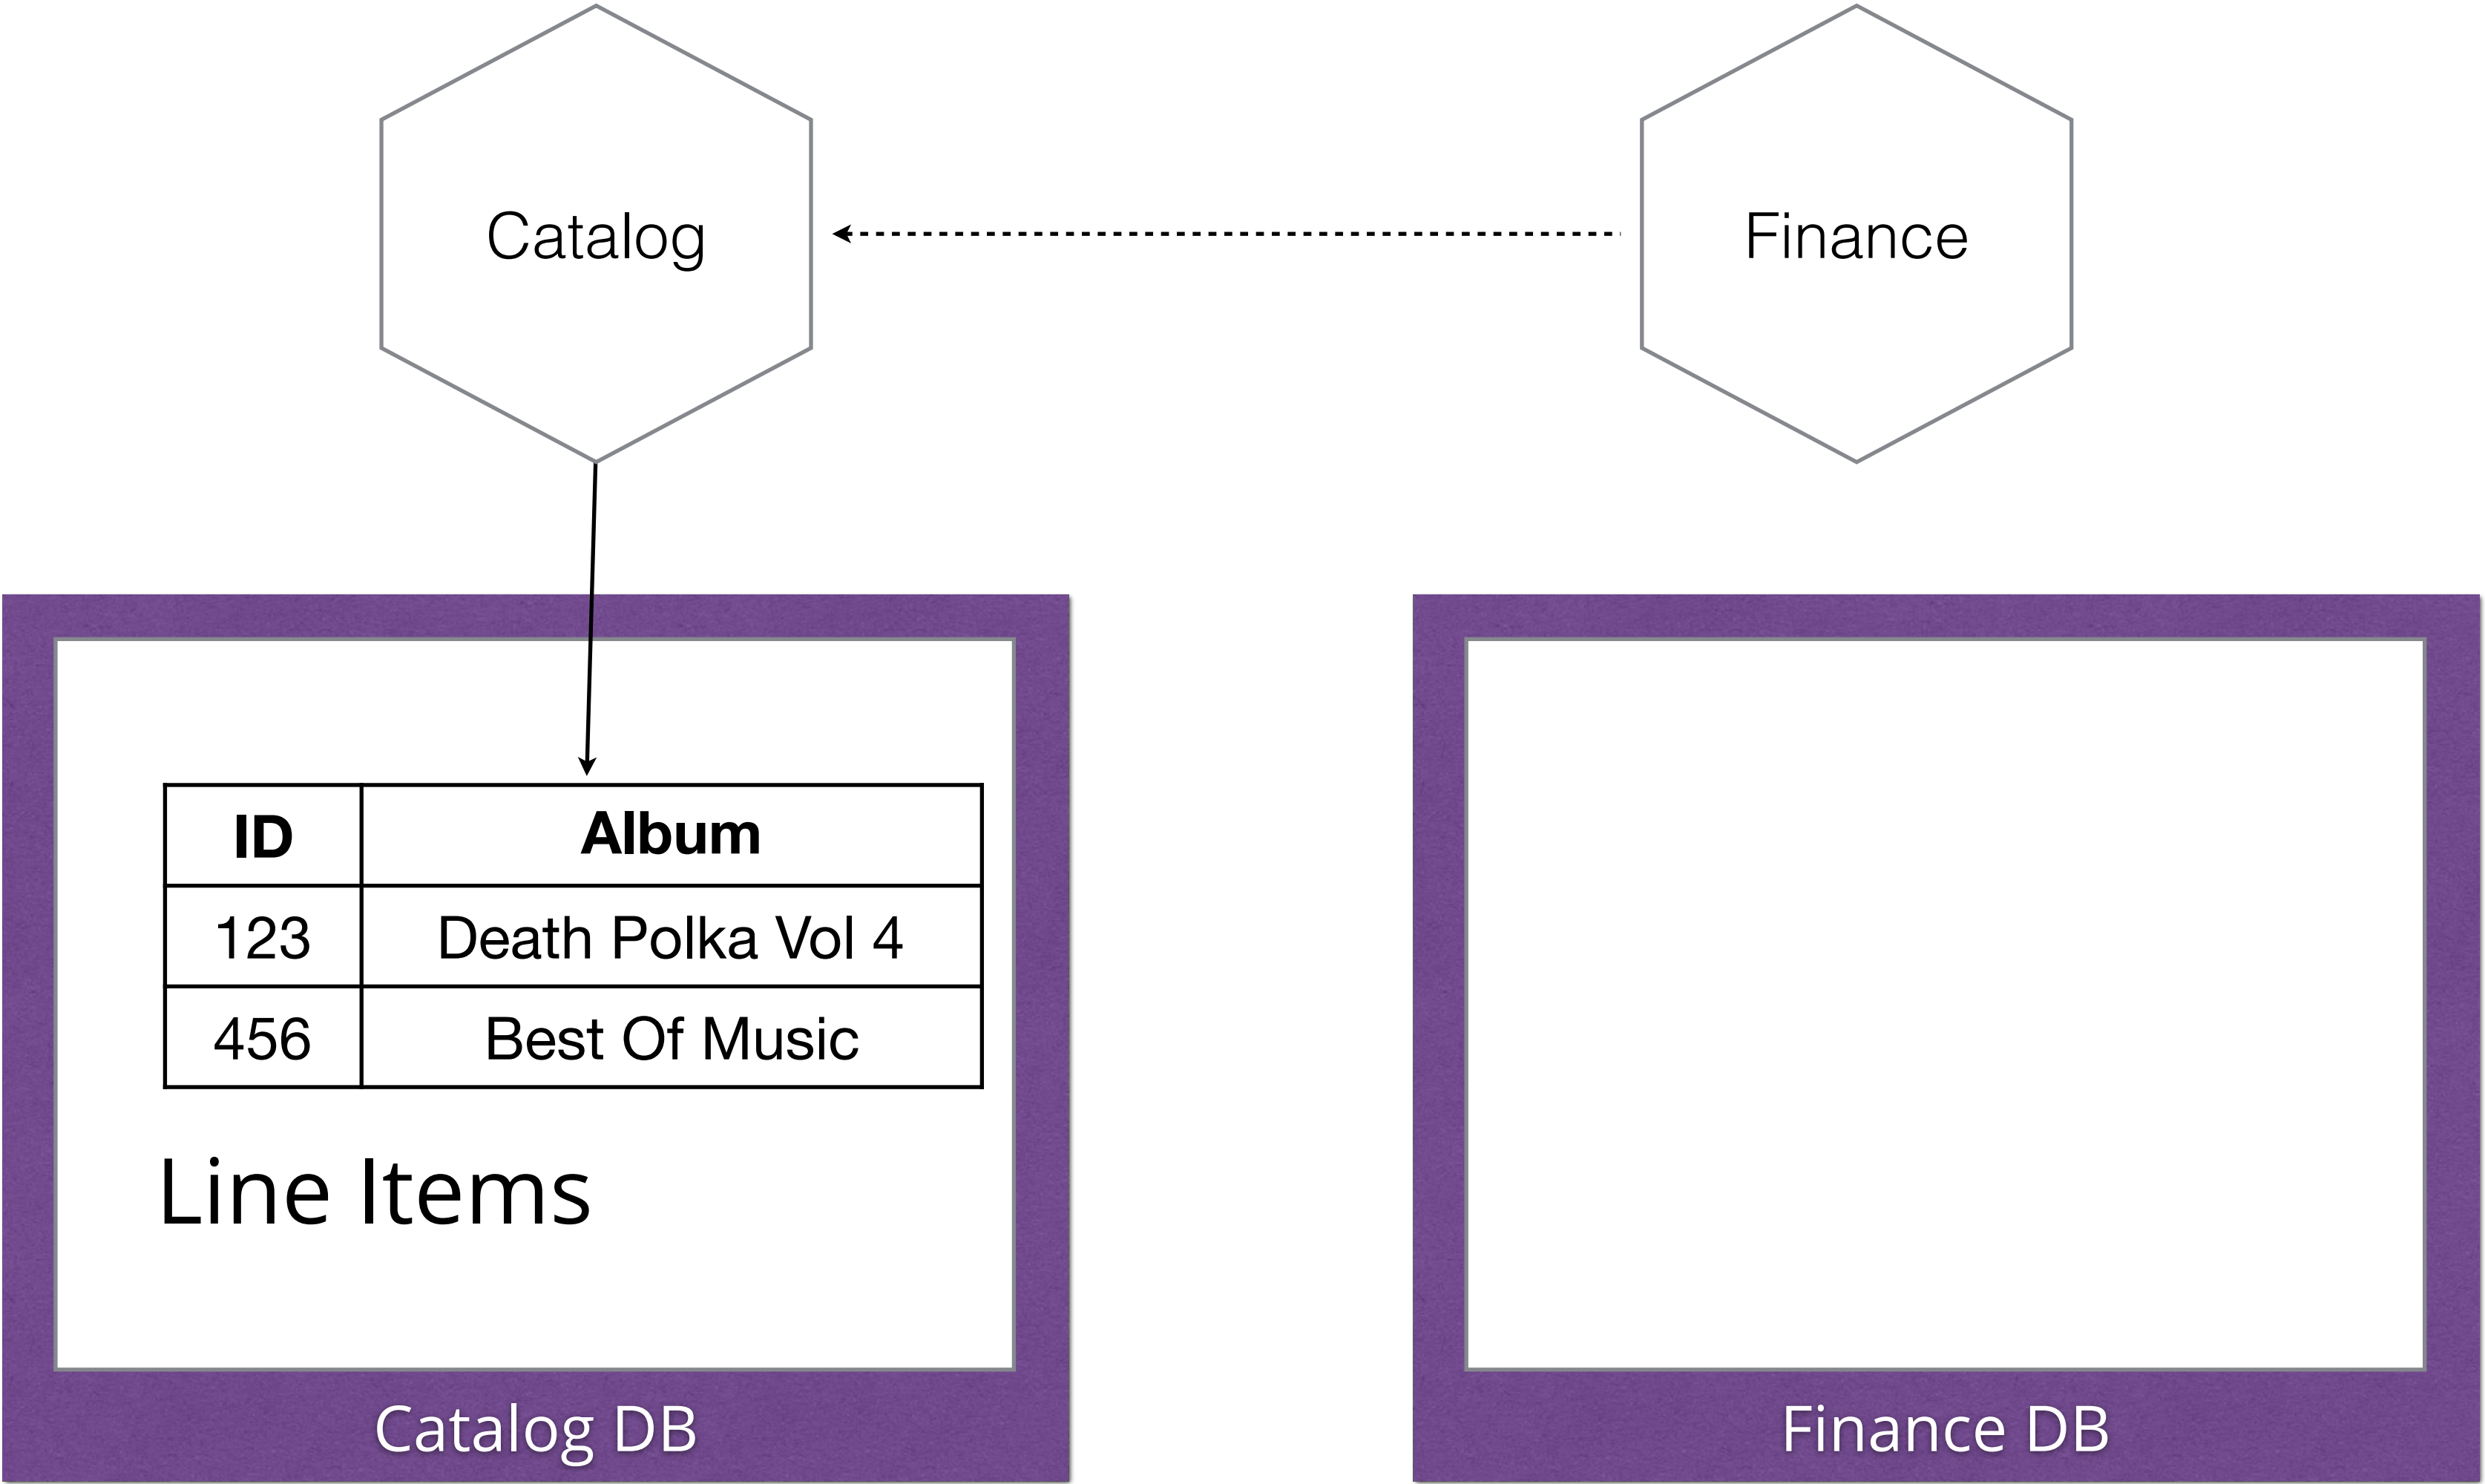 Catalog
Finance
ID Album
123 Death Polka Vol 4
456 Best Of Music
Line Items
Catalog DB
Finance DB